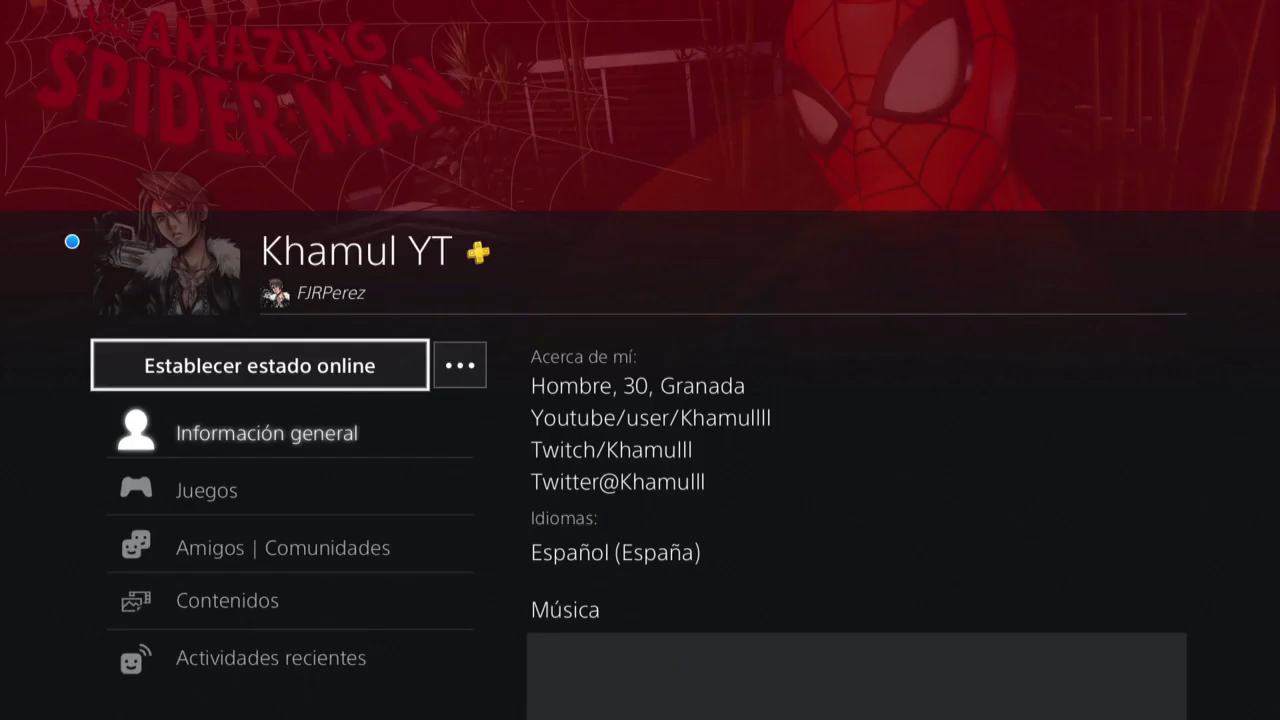 the AMAZING
SPIDER-MAN
Khamul YT
FJRPerez
Establecer estado online
Información general
Juegos
Amigos | Comunidades
Contenidos
Actividades recientes
Acerca de mí:
Hombre, 30, Granada
Youtube/user/Khamullll
Twitch/Khamulll
Twitter@Khamulll
Idiomas:
Español (España)
Música